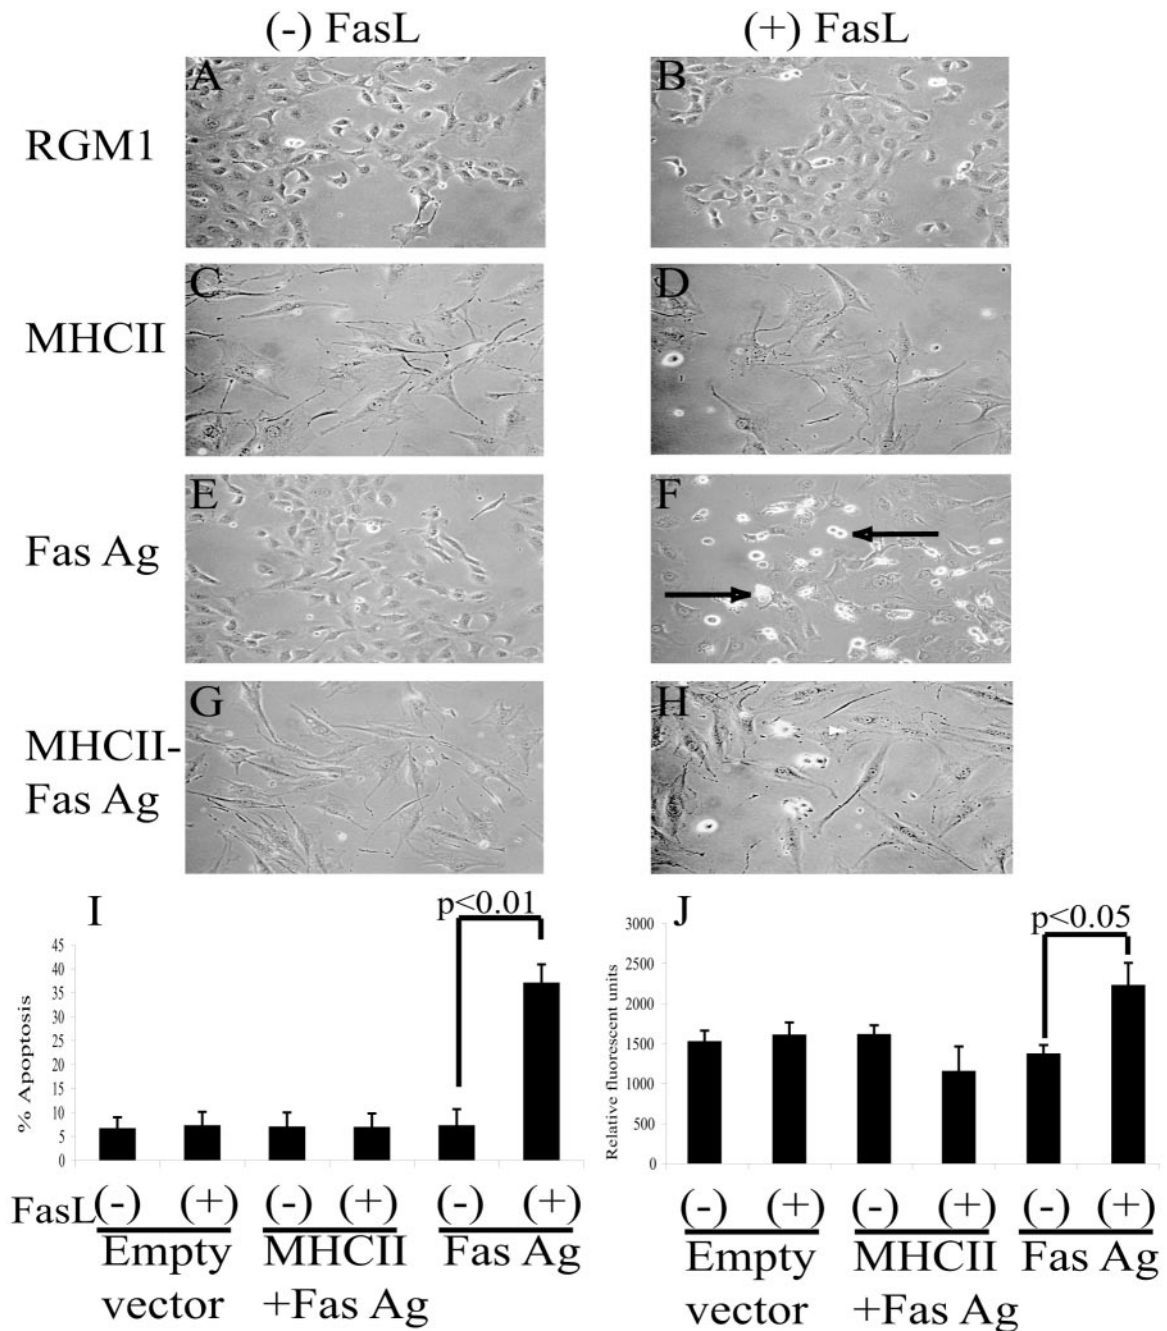 (-) FasL
(+) FasL
RGM1
A
B
MHCII
C
D
Fas Ag
E
F
MHCII-
Fas Ag
G
H
I
p<0.01
% Apoptosis
45
40
35
30
25
20
15
10
5
0
FasL (-) (+) (-) (+) (-) (+)
Empty vector
MHCII +Fas Ag
Fas Ag
J
p<0.05
Relative fluorescent units
3000
2500
2000
1500
1000
500
0
(-) (+) (-) (+) (-) (+)
Empty vector
MHCII +Fas Ag
Fas Ag